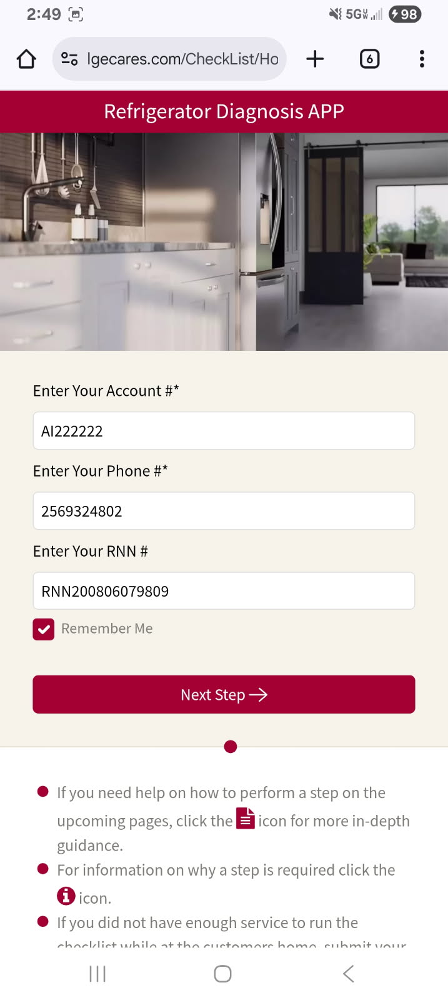 2:49
5G
98
lgecares.com/CheckList/Ho
6
Refrigerator Diagnosis APP
Enter Your Account #*
AI222222
Enter Your Phone #*
2569324802
Enter Your RNN #
RNN200806079809
Remember Me
Next Step →
If you need help on how to perform a step on the
upcoming pages, click the icon for more in-depth
guidance.
For information on why a step is required click the
icon.
If you did not have enough service to run the
checklist while at the customers home, submit your